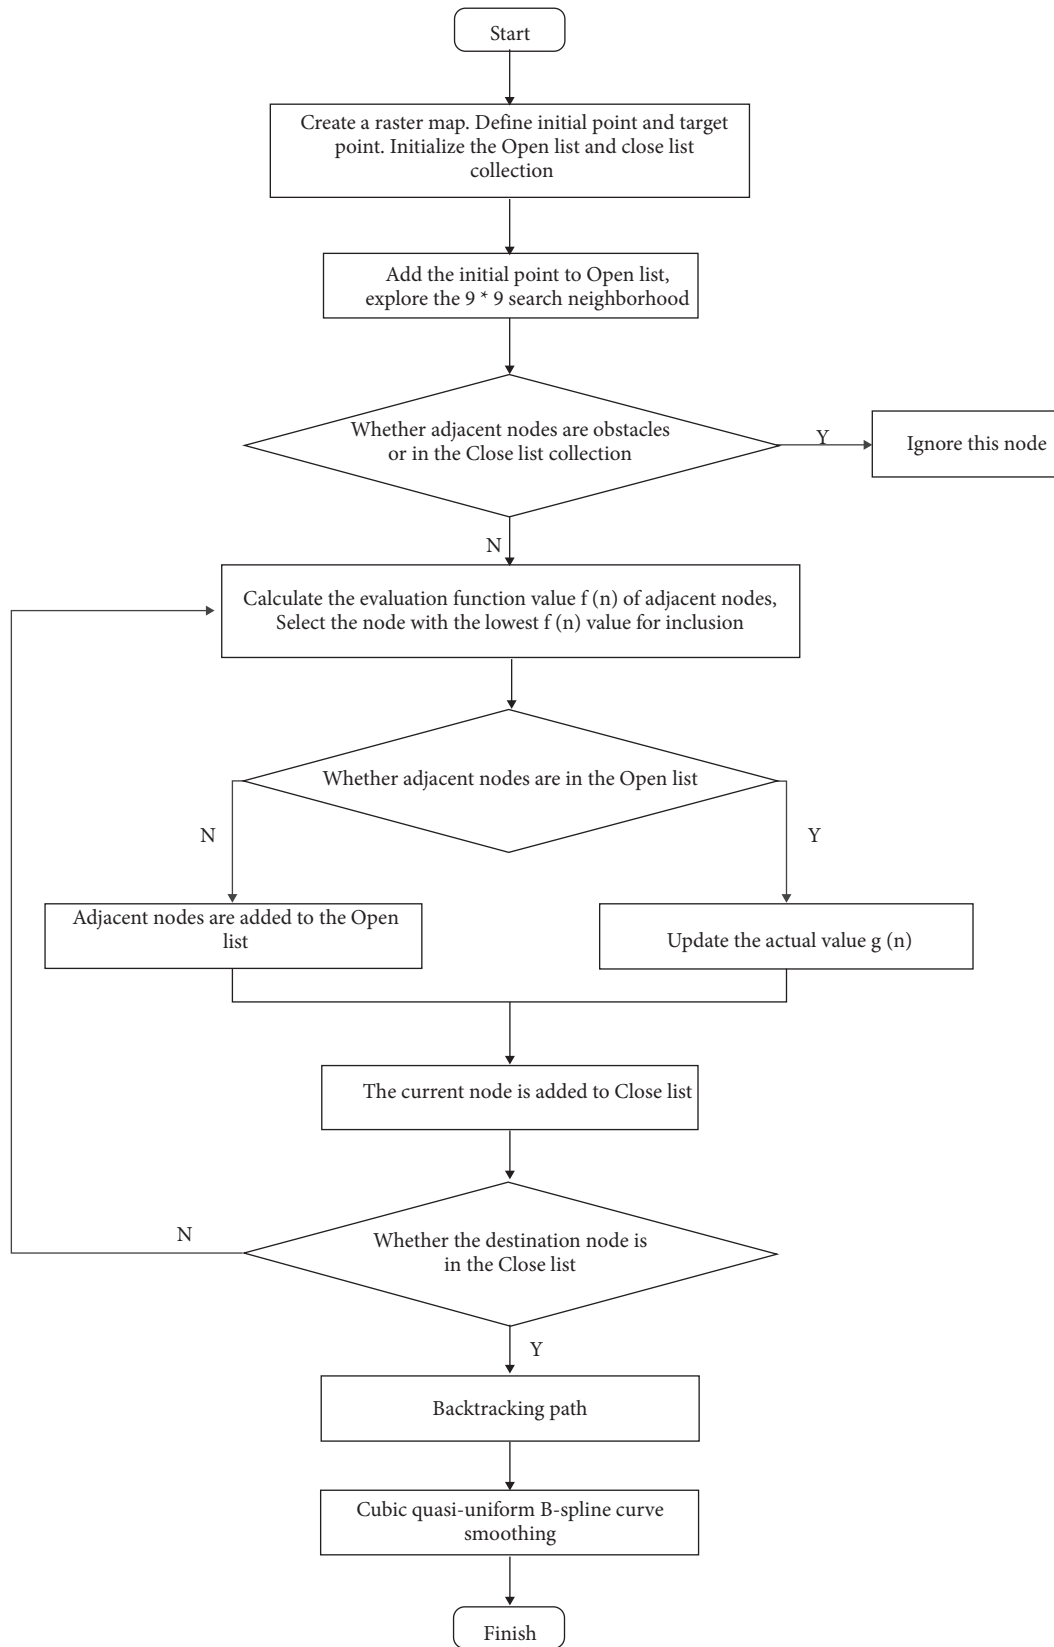 Start
Create a raster map. Define initial point and target
point. Initialize the Open list and close list
collection
Add the initial point to Open list,
explore the 9 * 9 search neighborhood
Whether adjacent nodes are obstacles
or in the Close list collection
Y
Ignore this node
N
Calculate the evaluation function value f (n) of adjacent nodes,
Select the node with the lowest f (n) value for inclusion
Whether adjacent nodes are in the Open list
N
Y
Adjacent nodes are added to the Open
list
Update the actual value g (n)
The current node is added to Close list
N
Whether the destination node is
in the Close list
Y
Backtracking path
Cubic quasi-uniform B-spline curve
smoothing
Finish